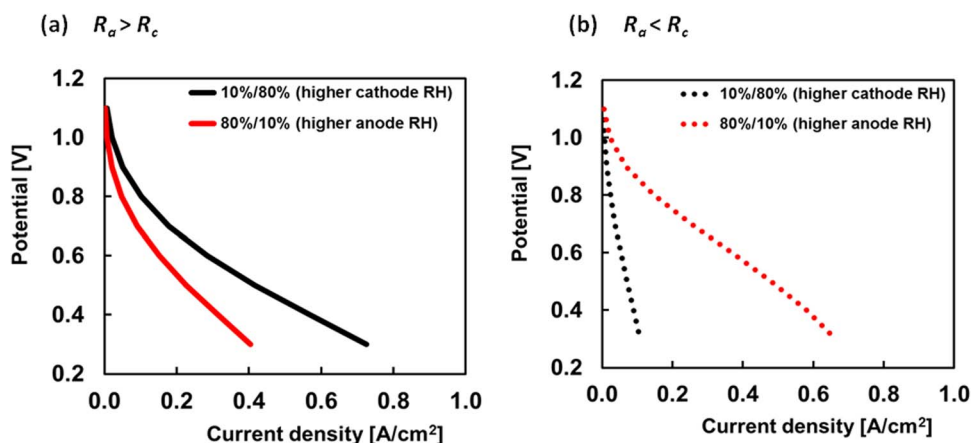 (a) Rₐ > R꜀
10%/80% (higher cathode RH)
80%/10% (higher anode RH)
Potential [V]
1.2
1.0
0.8
0.6
0.4
0.2
0.0 0.2 0.4 0.6 0.8 1.0
Current density [A/cm²]
(b) Rₐ < R꜀
10%/80% (higher cathode RH)
80%/10% (higher anode RH)
Potential [V]
1.2
1.0
0.8
0.6
0.4
0.2
0.0 0.2 0.4 0.6 0.8 1.0
Current density [A/cm²]